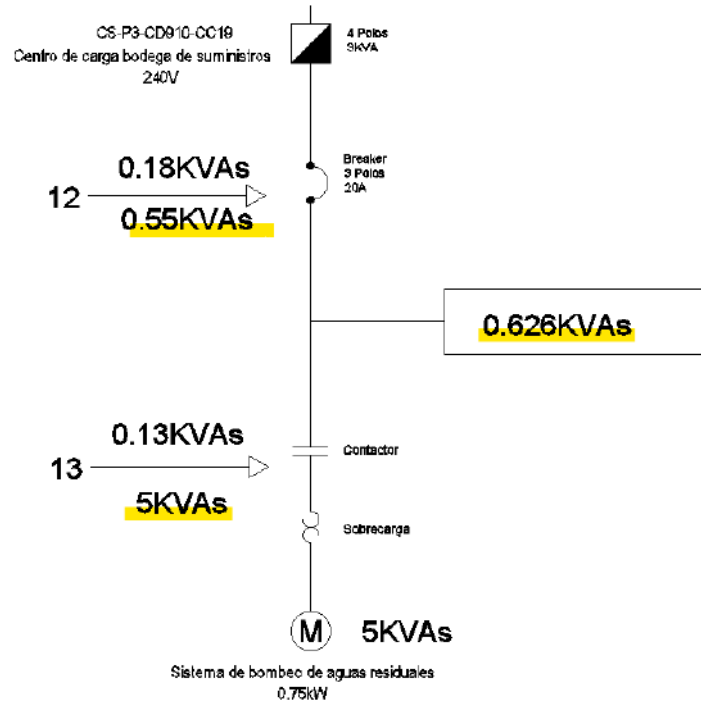 CS-P3-CD910-CC19
Centro de carga bodega de suministros
240V
4 Polos
9KVA
12
0.18KVAs
0.55KVAs
Breaker
3 Polos
20A
0.626KVAs
13
0.13KVAs
5KVAs
Contactor
Sobrecarga
M
5KVAs
Sistema de bombeo de aguas residuales
0.75kW